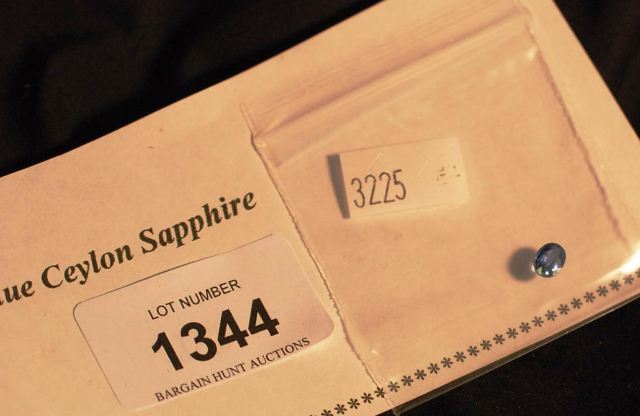 ue Ceylon Sapphire
LOT NUMBER
1344
BARGAIN HUNT AUCTIONS
3225
*****************************